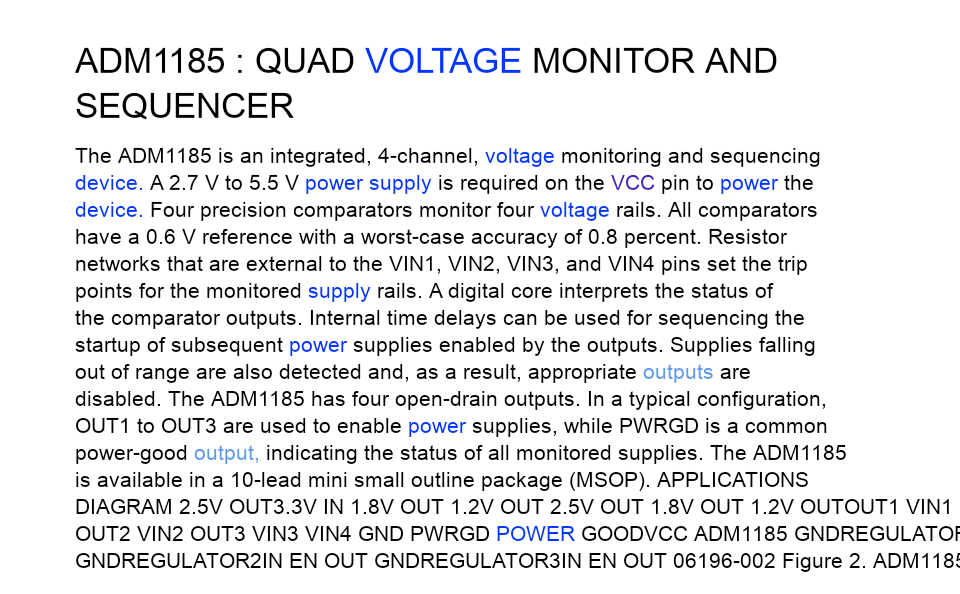 ADM1185 : QUAD VOLTAGE MONITOR AND
SEQUENCER
The ADM1185 is an integrated, 4-channel, voltage monitoring and sequencing
device. A 2.7 V to 5.5 V power supply is required on the VCC pin to power the
device. Four precision comparators monitor four voltage rails. All comparators
have a 0.6 V reference with a worst-case accuracy of 0.8 percent. Resistor
networks that are external to the VIN1, VIN2, VIN3, and VIN4 pins set the trip
points for the monitored supply rails. A digital core interprets the status of
the comparator outputs. Internal time delays can be used for sequencing the
startup of subsequent power supplies enabled by the outputs. Supplies falling
out of range are also detected and, as a result, appropriate outputs are
disabled. The ADM1185 has four open-drain outputs. In a typical configuration,
OUT1 to OUT3 are used to enable power supplies, while PWRGD is a common
power-good output, indicating the status of all monitored supplies. The ADM1185
is available in a 10-lead mini small outline package (MSOP). APPLICATIONS
DIAGRAM 2.5V OUT3.3V IN 1.8V OUT 1.2V OUT 2.5V OUT 1.8V OUT 1.2V OUTOUT1 VIN1
OUT2 VIN2 OUT3 VIN3 VIN4 GND PWRGD POWER GOODVCC ADM1185 GNDREGULATOR
GNDREGULATOR2IN EN OUT GNDREGULATOR3IN EN OUT 06196-002 Figure 2. ADM1185